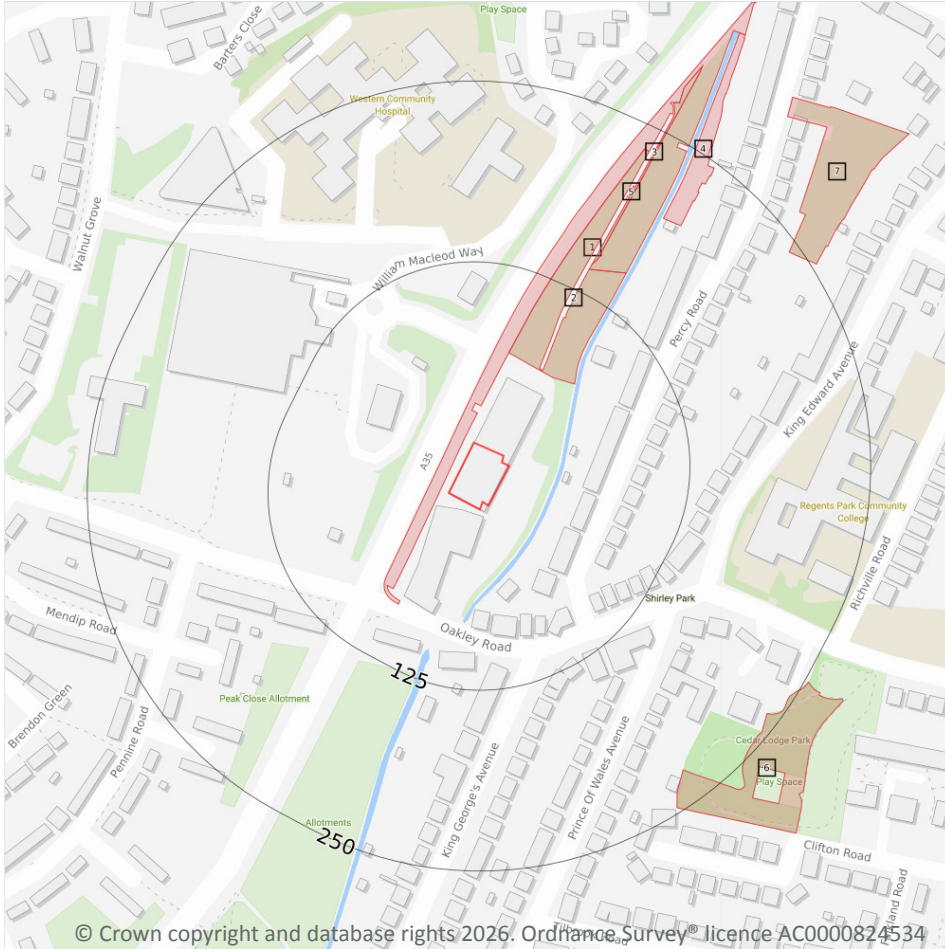 Play Space
Barters Close
Western Community
Hospital
3
4
7
Walnut Grove
5
1
William Macleod Way
2
Percy Road
King Edward Avenue
A35
Regents Park Community
College
Richville Road
Shirley Park
Mendip Road
Oakley Road
125
Peak Close Allotment
Brendon Green
Pennine Road
Cedar Lodge Park
6
Play Space
King George's Avenue
Prince Of Wales Avenue
Allotments
250
Clifton Road
© Crown copyright and database rights 2026. Ordnance Survey® licence AC0000824534